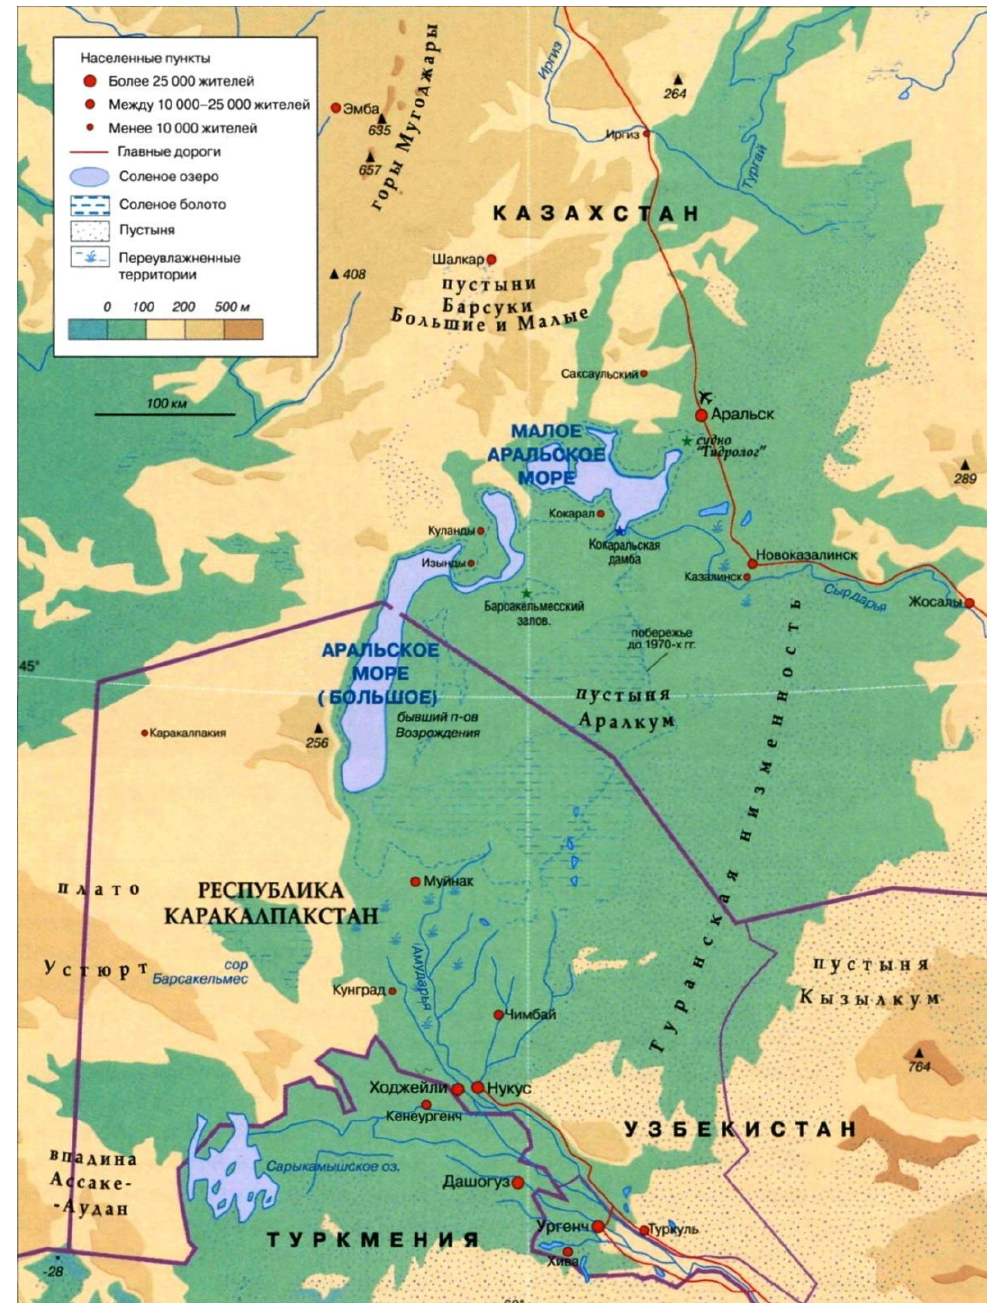 Населенные пункты
Более 25 000 жителей
Между 10 000–25 000 жителей
Менее 10 000 жителей
Главные дороги
Соленое озеро
Соленое болото
Пустыня
Переувлажненные
территории
0 100 200 500 м
100 км
Эмба
635
657
горы Мугоджары
408
Иргиз
264
Иргиз
Тургай
КАЗАХСТАН
Шалкар
пустыни
Барсуки
Большие и Малые
Саксаульский
Аральск
судно
"Гидролог"
289
МАЛОЕ
АРАЛЬСКОЕ
МОРЕ
Кокарал
Кокаральская
дамба
Куланды
Изынды
Новоказалинск
Казалинск
Сырдарья
Жосалы
Барсакельмесский
запов.
побережье
до 1970-х гг.
АРАЛЬСКОЕ
МОРЕ
(БОЛЬШОЕ)
45°
пустыня
Аралкум
бывший п-ов
Возрождения
Каракалпакия
256
Туранская низменность
Муйнак
плато
Устюрт
РЕСПУБЛИКА
КАРАКАЛПАКСТАН
сор
Барсакельмес
Амударья
Кунград
Чимбай
пустыня
Кызылкум
764
Ходжейли
Нукус
Кенеургенч
УЗБЕКИСТАН
впадина
Ассаке-
-Аудан
Сарыкамышское оз.
Дашогуз
Ургенч
Туркуль
ТУРКМЕНИЯ
Хива
-28
60°